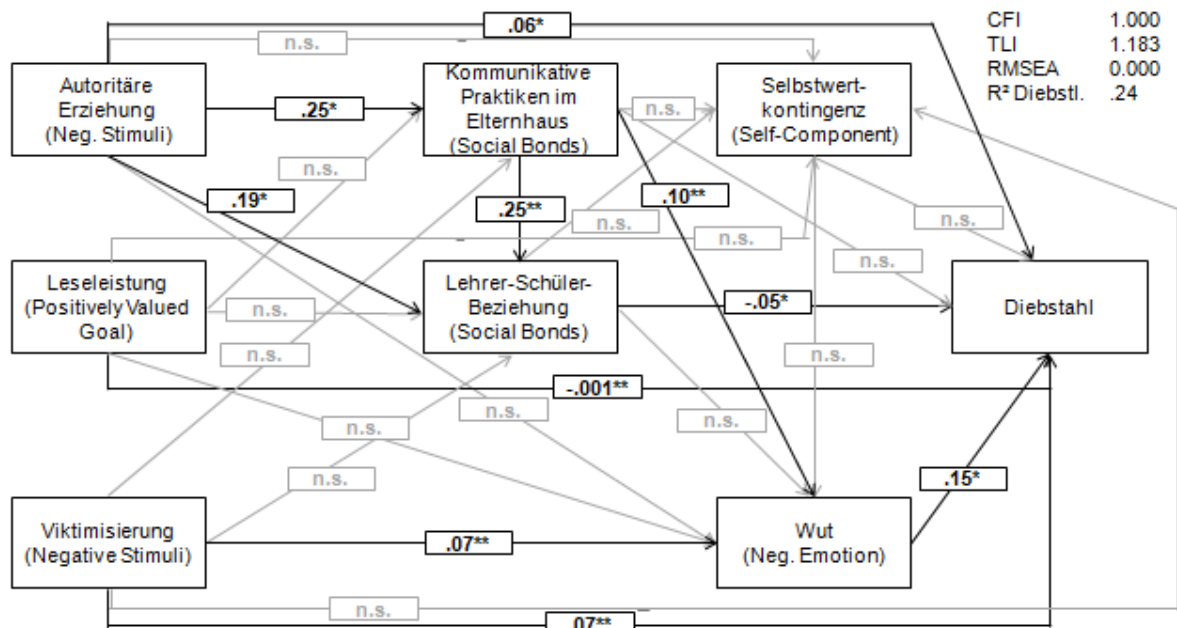 .06*
CFI 1.000
TLI 1.183
RMSEA 0.000
R² Diebstl. .24
n.s.
Autoritäre
Erziehung
(Neg. Stimuli)
.25*
Kommunikative
Praktiken im
Elternhaus
(Social Bonds)
n.s.
Selbstwert-
kontingenz
(Self-Component)
n.s.
.19*
.25**
.10**
n.s.
n.s.
n.s.
n.s.
Leseleistung
(Positively Valued
Goal)
n.s.
Lehrer-Schüler-
Beziehung
(Social Bonds)
-.05*
Diebstahl
n.s.
-.001**
n.s.
n.s.
n.s.
n.s.
.15*
Viktimisierung
(Negative Stimuli)
.07**
Wut
(Neg. Emotion)
n.s.
.07**